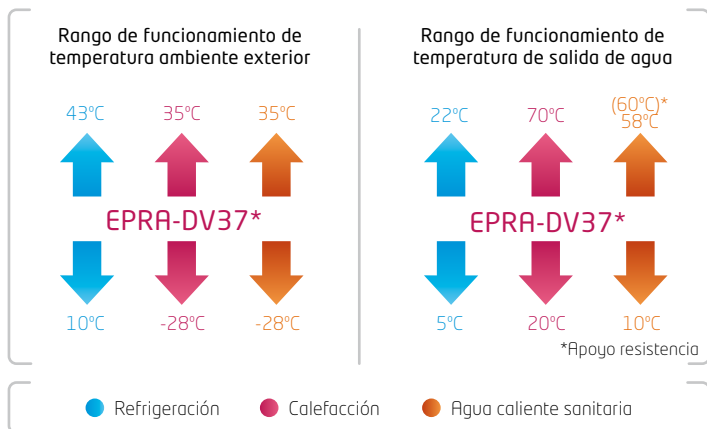 Rango de funcionamiento de
temperatura ambiente exterior
43ºC 35ºC 35ºC
EPRA-DV37*
10ºC -28ºC -28ºC
Rango de funcionamiento de
temperatura de salida de agua
(60ºC)*
22ºC 70ºC 58ºC
EPRA-DV37*
5ºC 20ºC 10ºC
*Apoyo resistencia
Refrigeración Calefacción Agua caliente sanitaria